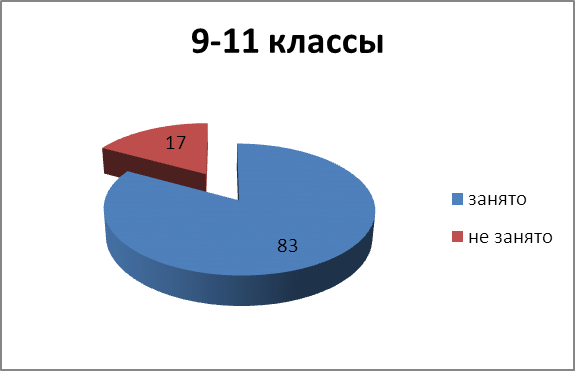 9-11 классы
17
83
занято
не занято